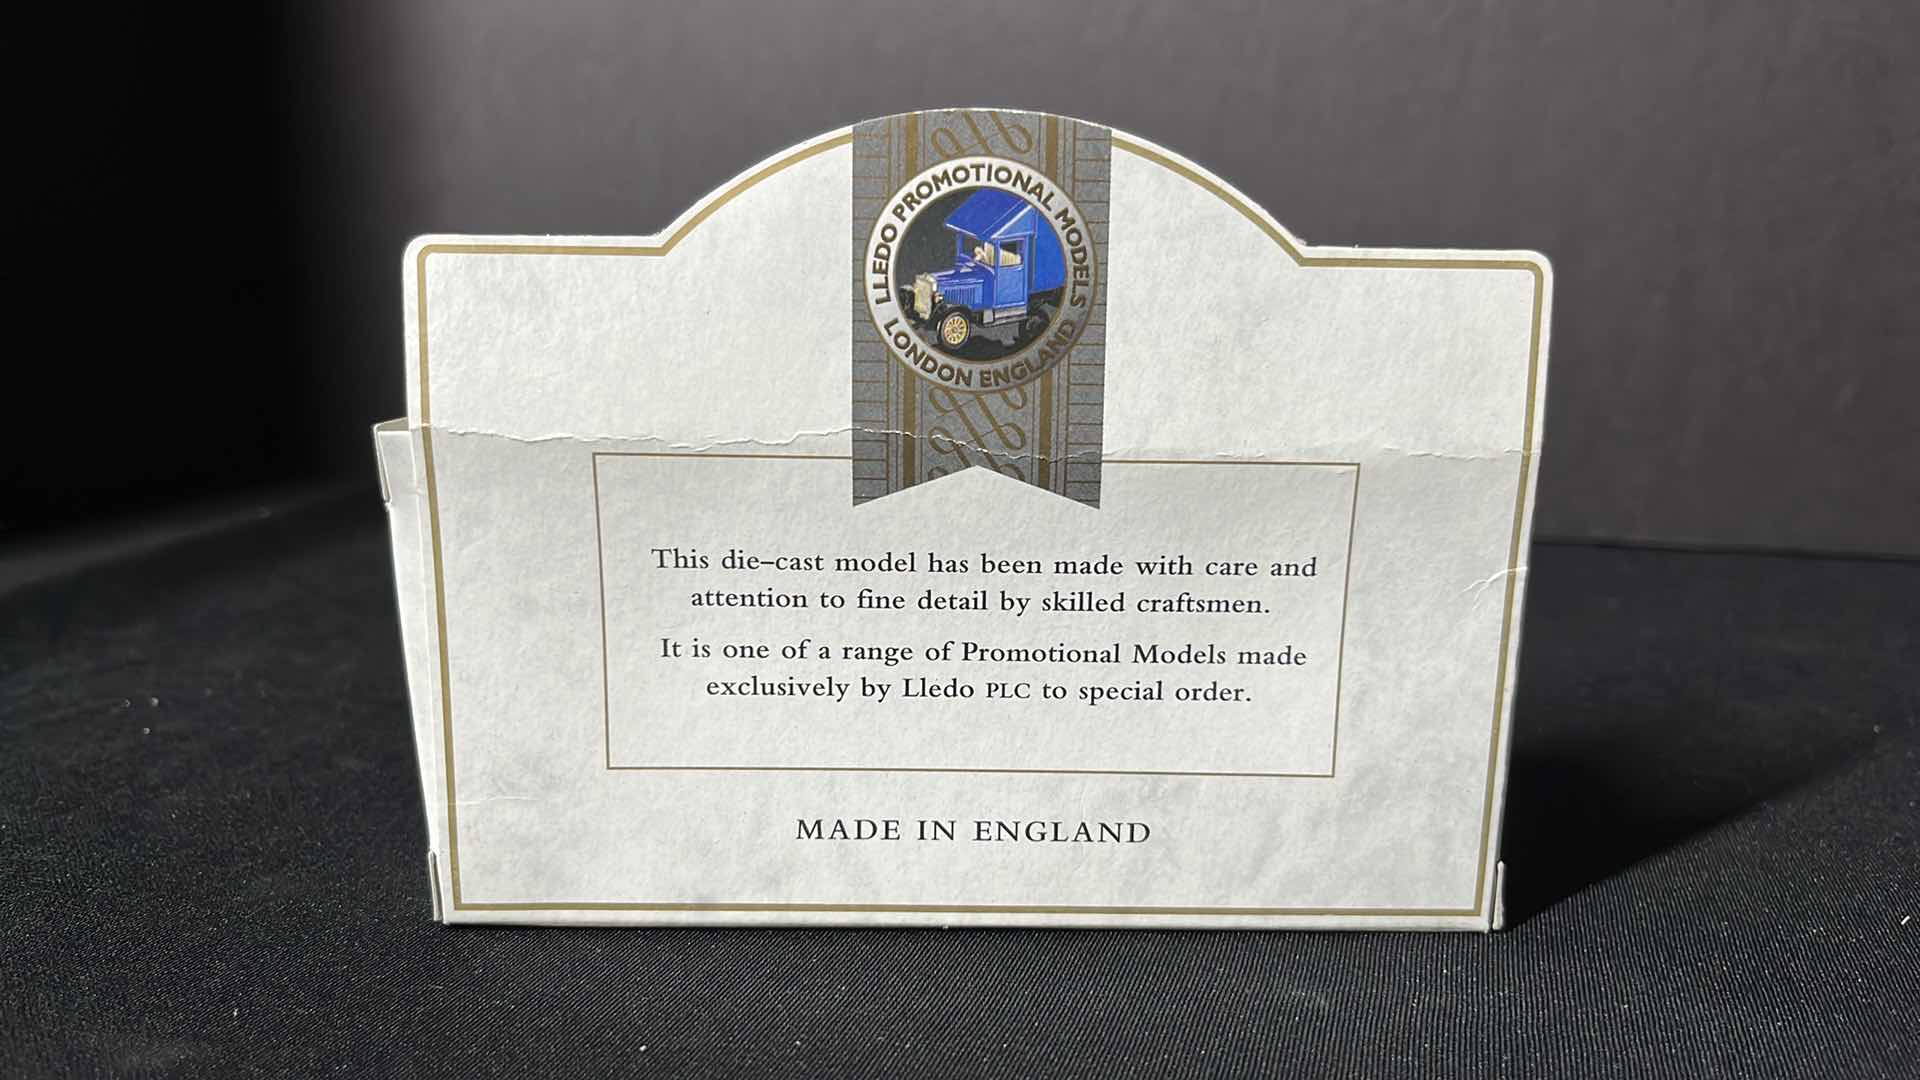 LLEDO PROMOTIONAL MODELS
LONDON ENGLAND
This die–cast model has been made with care and
attention to fine detail by skilled craftsmen.
It is one of a range of Promotional Models made
exclusively by Lledo PLC to special order.
MADE IN ENGLAND